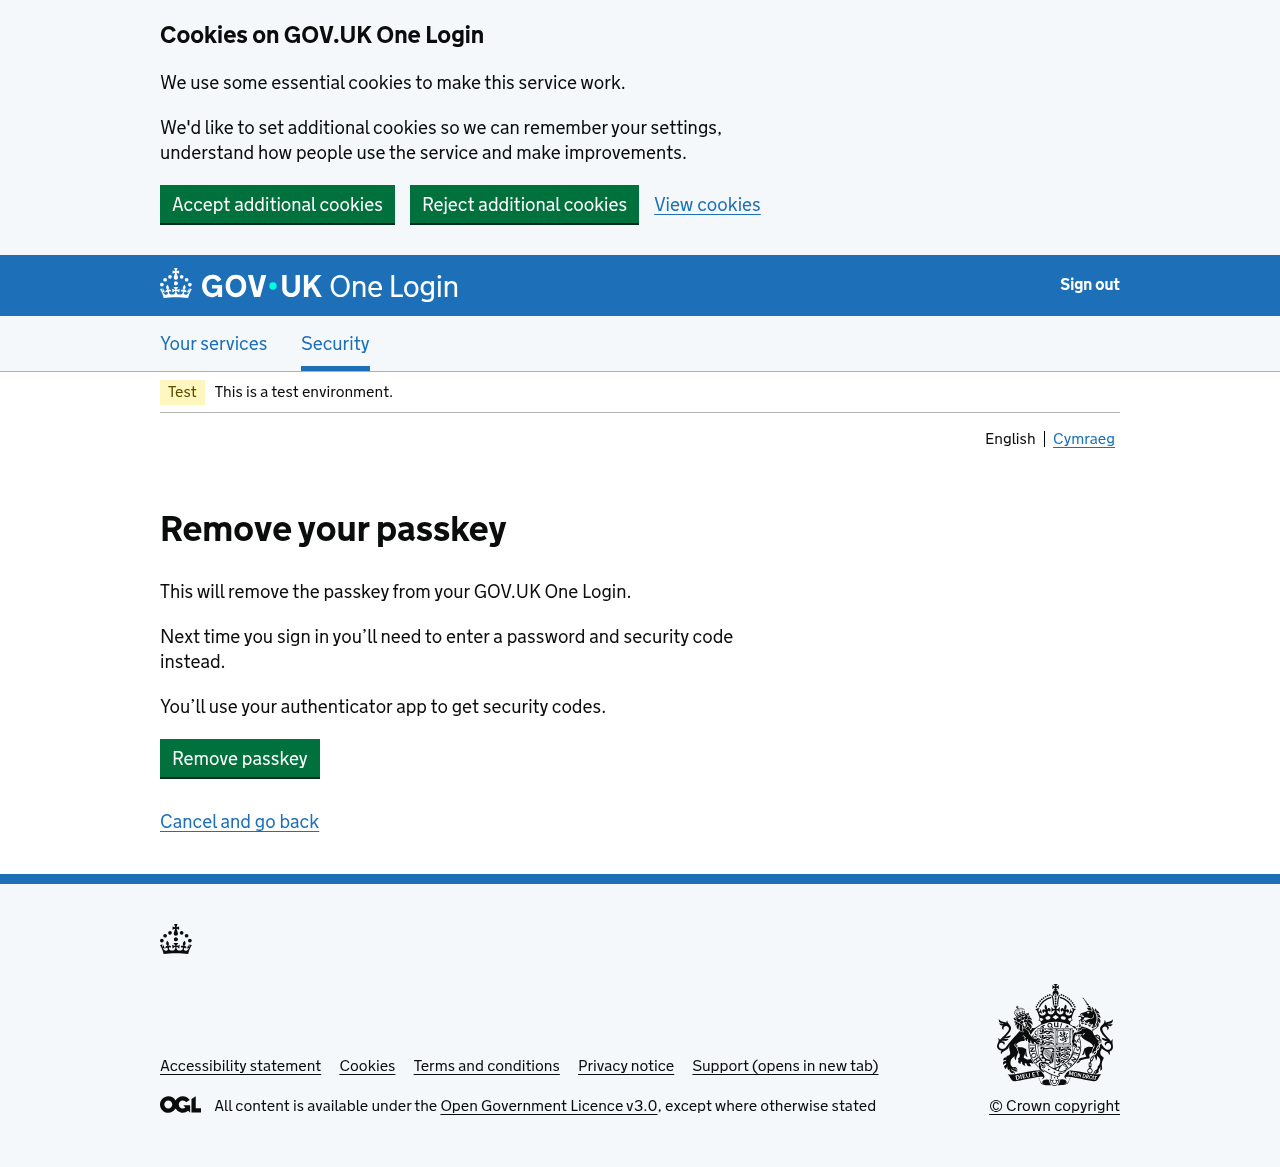 Cookies on GOV.UK One Login
We use some essential cookies to make this service work.
We'd like to set additional cookies so we can remember your settings,
understand how people use the service and make improvements.
Accept additional cookies
Reject additional cookies
View cookies
GOV•UK One Login
Sign out
Your services
Security
Test
This is a test environment.
English
Cymraeg
Remove your passkey
This will remove the passkey from your GOV.UK One Login.
Next time you sign in you’ll need to enter a password and security code
instead.
You’ll use your authenticator app to get security codes.
Remove passkey
Cancel and go back
Accessibility statement
Cookies
Terms and conditions
Privacy notice
Support (opens in new tab)
OGL
All content is available under the Open Government Licence v3.0, except where otherwise stated
© Crown copyright